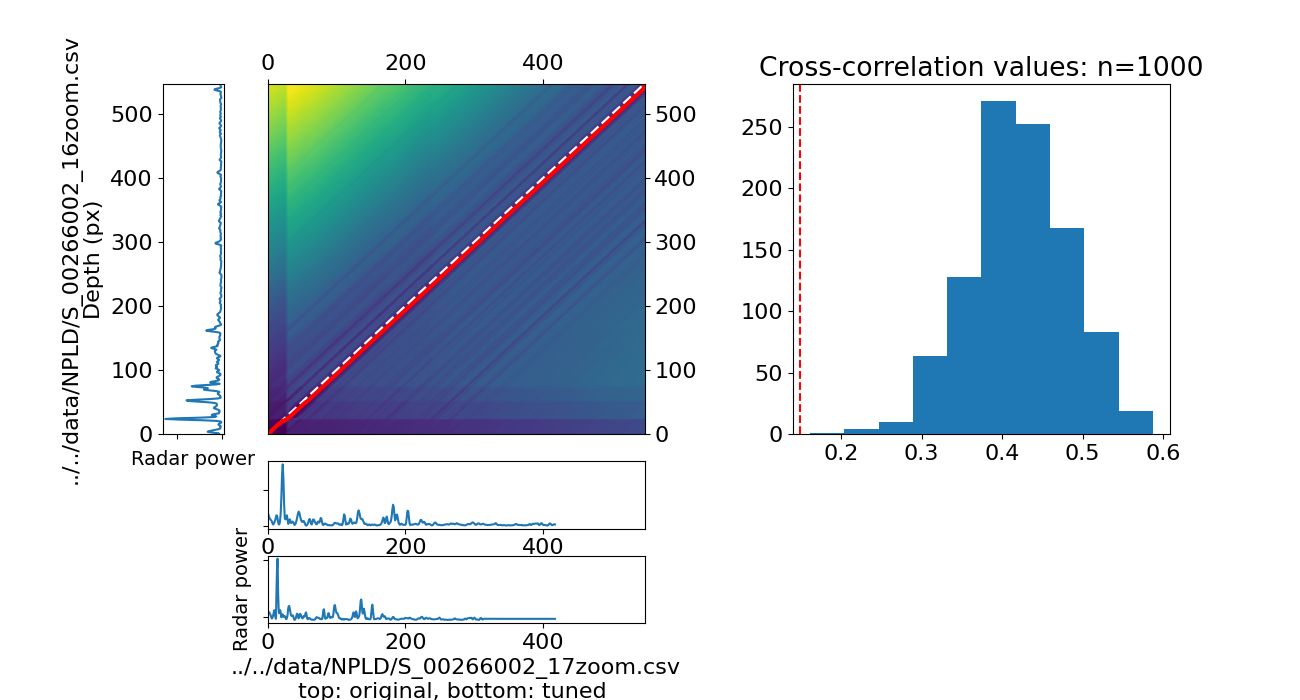 Cross-correlation values: n=1000
0 200 400
../../data/NPLD/S_00266002_16zoom.csv
Depth (px)
500
400
300
200
100
0
500
400
300
200
100
0
250
200
150
100
50
0
0.2 0.3 0.4 0.5 0.6
Radar power
0 200 400
Radar power
0 200 400
../../data/NPLD/S_00266002_17zoom.csv
top: original, bottom: tuned